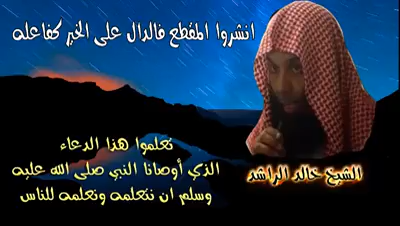 انشروا المقطع فالدال على الخير كفاعله
تعلموا هذا الدعاء
الذي أوصانا النبي صلى الله عليه
وسلم ان نتعلمه ونعلمه للناس
الشيخ خالد الراشد